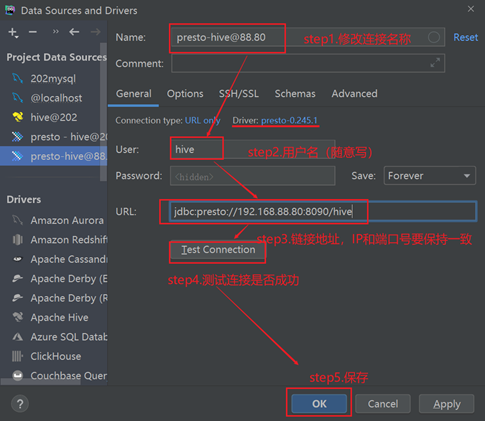 Data Sources and Drivers
Name: presto-hive@88.80 step1.修改连接名称 Reset
Comment:
Project Data Sources
202mysql
@localhost
hive@202
presto - hive@20
presto-hive@88.
General Options SSH/SSL Schemas Advanced
Connection type: URL only Driver: presto-0.245.1
User: hive step2.用户名（随意写）
Password: <hidden> Save: Forever
URL: jdbc:presto://192.168.88.80:8090/hive
step3.链接地址，IP和端口号要保持一致
Test Connection
step4.测试连接是否成功
Drivers
Amazon Aurora
Amazon Redshif
Apache Cassand
Apache Derby (E
Apache Derby (R
Apache Hive
Azure SQL Datab
ClickHouse
Couchbase Quer
step5.保存
? OK Cancel Apply